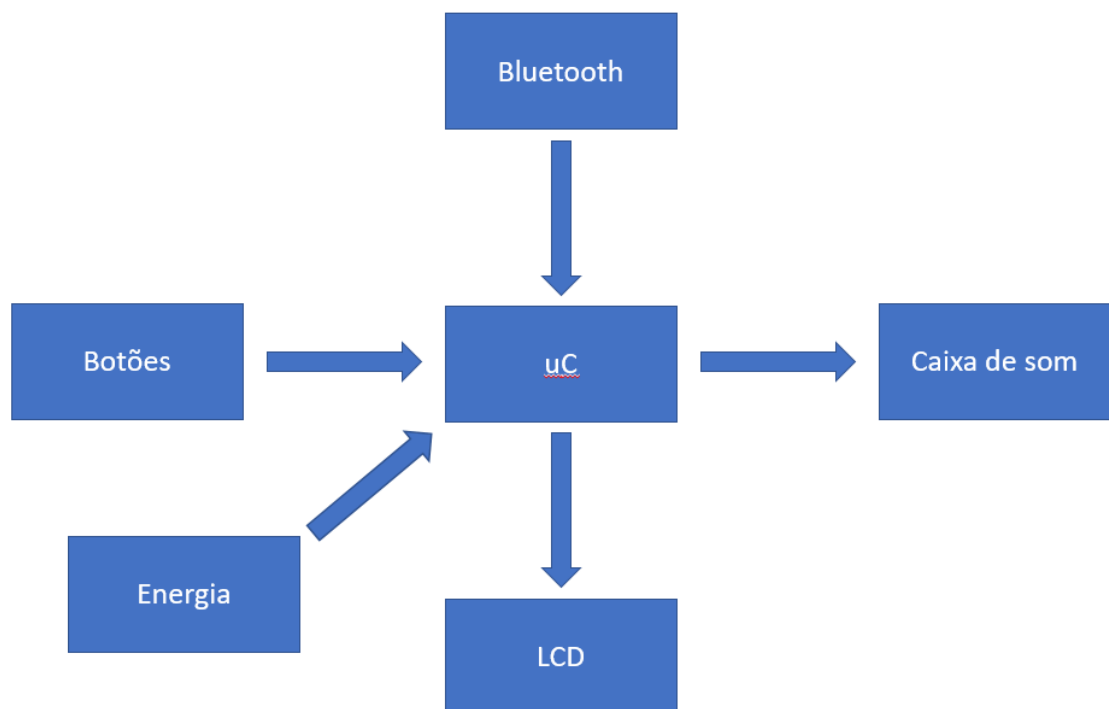 Bluetooth
Botões
uC
Caixa de som
Energia
LCD